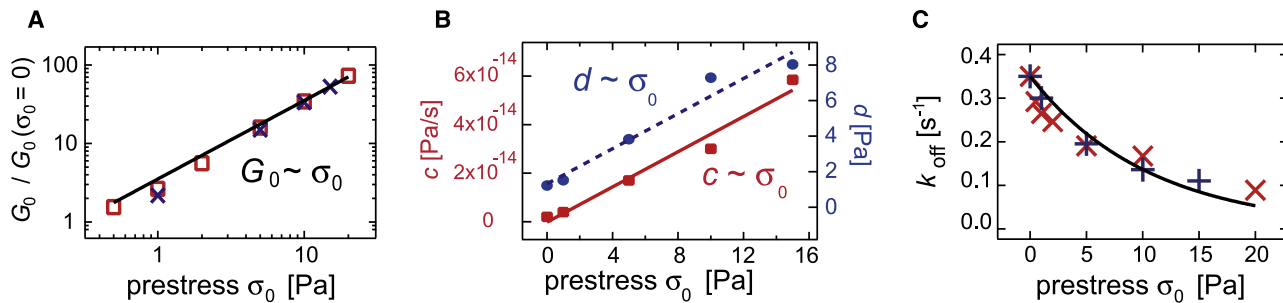 A
G₀ / G₀(σ₀ = 0)
100
10
1
G₀ ~ σ₀
1
10
prestress σ₀ [Pa]
B
c [Pa/s]
6x10⁻¹⁴
4x10⁻¹⁴
2x10⁻¹⁴
0
d ~ σ₀
c ~ σ₀
8
6
4
2
0
d [Pa]
0 4 8 12 16
prestress σ₀ [Pa]
C
k_off [s⁻¹]
0.4
0.3
0.2
0.1
0.0
0 5 10 15 20
prestress σ₀ [Pa]